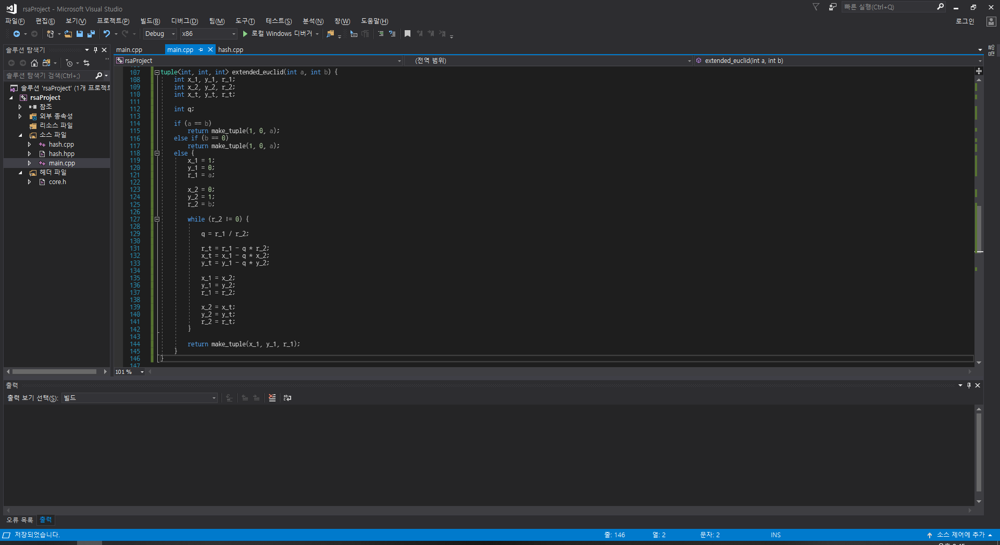 rsaProject - Microsoft Visual Studio
빠른 실행(Ctrl+Q)
파일(F) 편집(E) 보기(V) 프로젝트(P) 빌드(B) 디버그(D) 팀(M) 도구(T) 테스트(S) 분석(N) 창(W) 도움말(H)
로그인
Debug x86 로컬 Windows 디버거
솔루션 탐색기
솔루션 탐색기 검색(Ctrl+;)
솔루션 'rsaProject' (1개 프로젝트
rsaProject
참조
외부 종속성
리소스 파일
소스 파일
hash.cpp
hash.hpp
main.cpp
헤더 파일
core.h
main.cpp main.cpp hash.cpp
rsaProject (전역 범위) extended_euclid(int a, int b)
107 tuple<int, int, int> extended_euclid(int a, int b) {
108 int x_1, y_1, r_1;
109 int x_2, y_2, r_2;
110 int x_t, y_t, r_t;
111
112 int q;
113
114 if (a == b)
115 return make_tuple(1, 0, a);
116 else if (b == 0)
117 return make_tuple(1, 0, a);
118 else {
119 x_1 = 1;
120 y_1 = 0;
121 r_1 = a;
122
123 x_2 = 0;
124 y_2 = 1;
125 r_2 = b;
126
127 while (r_2 != 0) {
128
129 q = r_1 / r_2;
130
131 r_t = r_1 - q * r_2;
132 x_t = x_1 - q * x_2;
133 y_t = y_1 - q * y_2;
134
135 x_1 = x_2;
136 y_1 = y_2;
137 r_1 = r_2;
138
139 x_2 = x_t;
140 y_2 = y_t;
141 r_2 = r_t;
142 }
143
144 return make_tuple(x_1, y_1, r_1);
145 }
146 }
147
101 %
출력
출력 보기 선택(S): 빌드
오류 목록 출력
저장되었습니다.
줄: 146 열: 2 문자: 2 INS
소스 제어에 추가